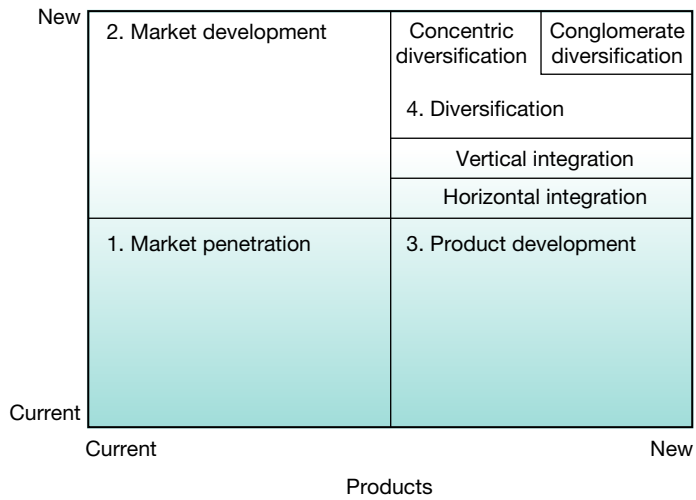 New
2. Market development
Concentric
diversification
Conglomerate
diversification
4. Diversification
Vertical integration
Horizontal integration
1. Market penetration
3. Product development
Current
Current
New
Products